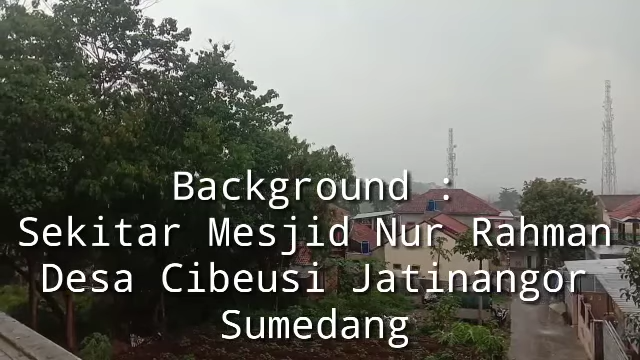 Background :
Sekitar Mesjid Nur Rahman
Desa Cibeusi Jatinangor
Sumedang